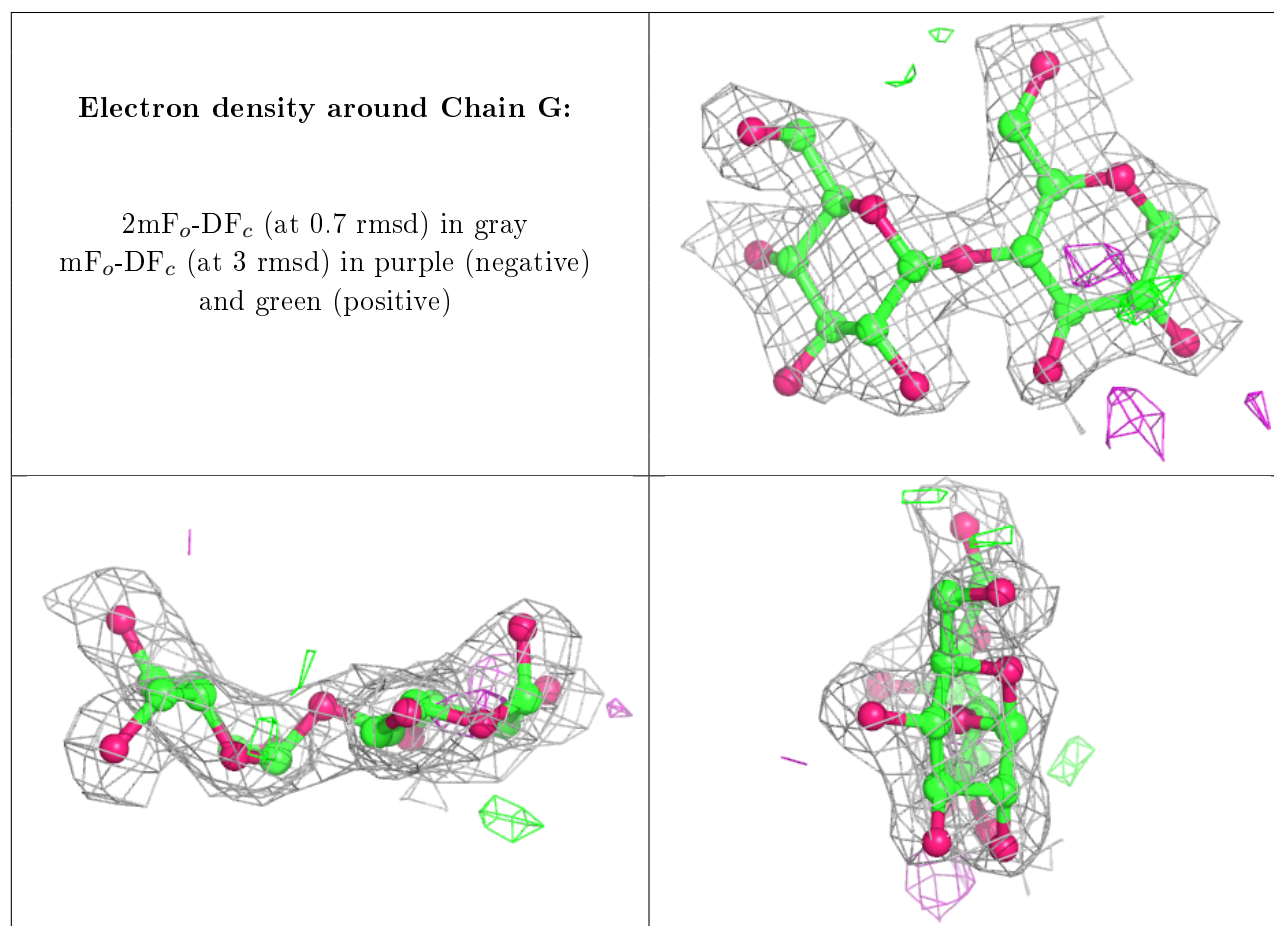 Electron density around Chain G:
2mFo-DFc (at 0.7 rmsd) in gray
mFo-DFc (at 3 rmsd) in purple (negative)
and green (positive)